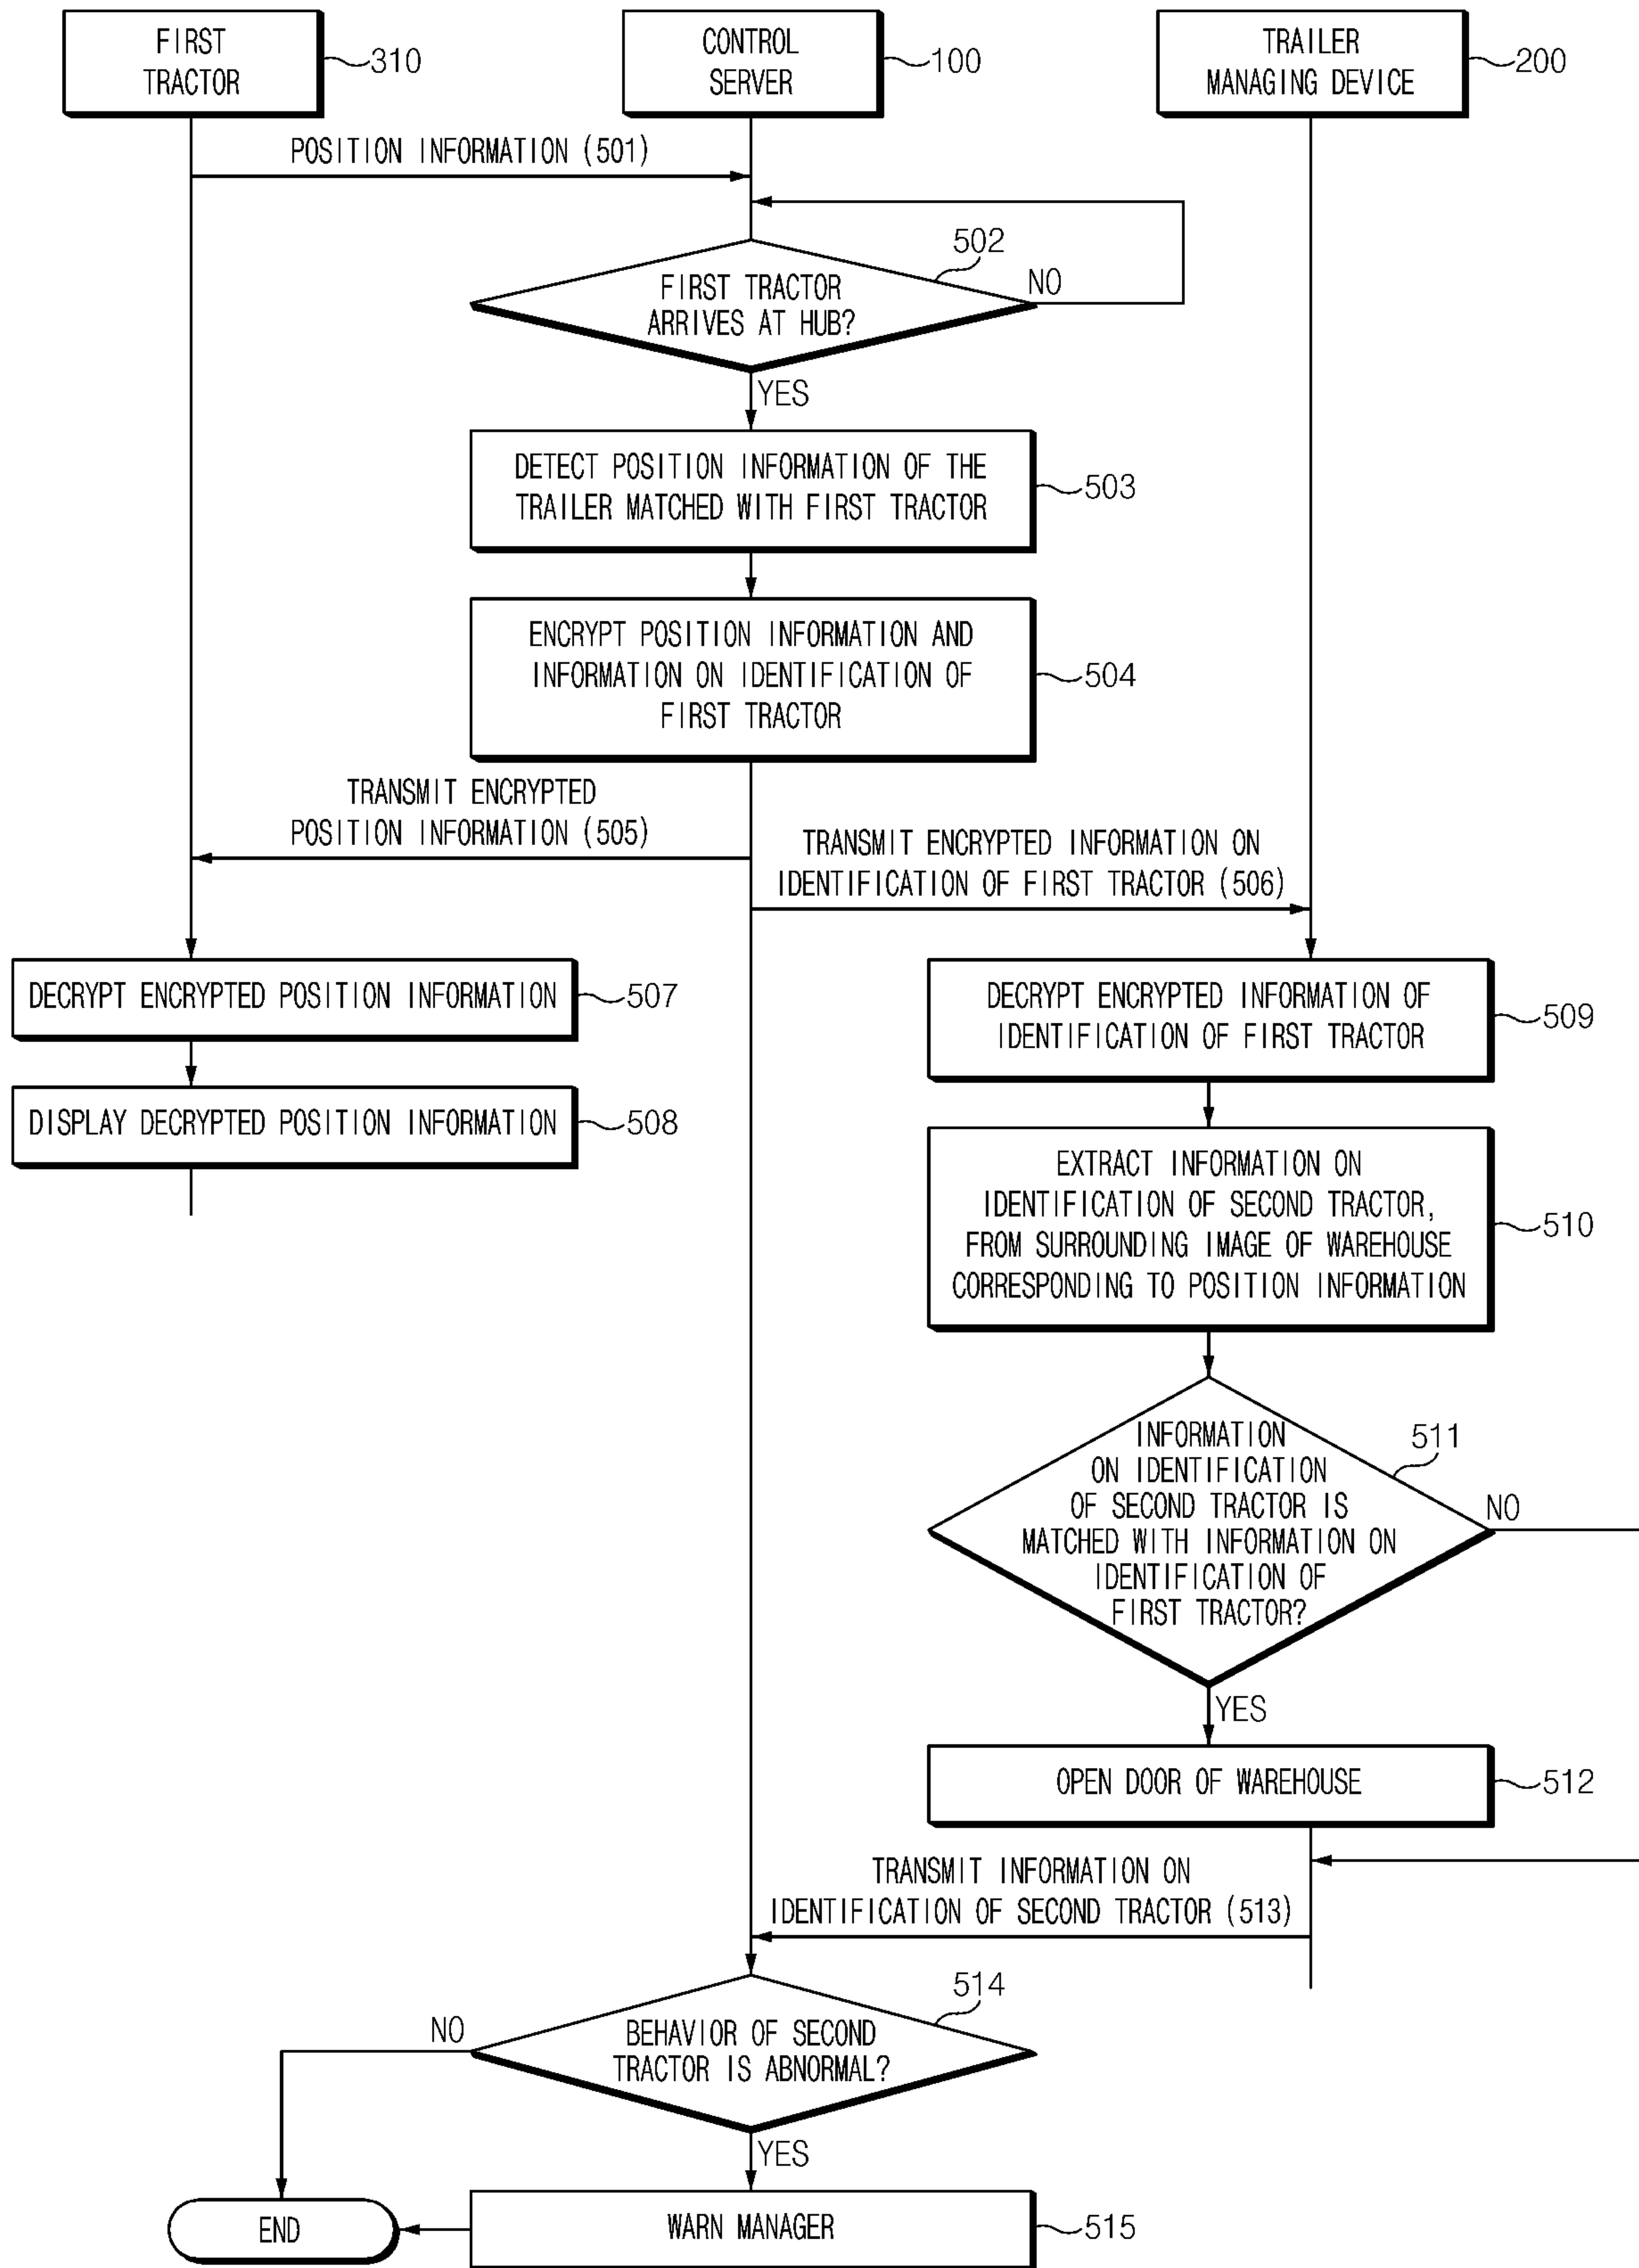 FIRST
TRACTOR
310
CONTROL
SERVER
100
TRAILER
MANAGING DEVICE
200
POSITION INFORMATION (501)
502
FIRST TRACTOR
ARRIVES AT HUB?
NO
YES
DETECT POSITION INFORMATION OF THE
TRAILER MATCHED WITH FIRST TRACTOR
503
ENCRYPT POSITION INFORMATION AND
INFORMATION ON IDENTIFICATION OF
FIRST TRACTOR
504
TRANSMIT ENCRYPTED
POSITION INFORMATION (505)
TRANSMIT ENCRYPTED INFORMATION ON
IDENTIFICATION OF FIRST TRACTOR (506)
DECRYPT ENCRYPTED POSITION INFORMATION
507
DISPLAY DECRYPTED POSITION INFORMATION
508
DECRYPT ENCRYPTED INFORMATION OF
IDENTIFICATION OF FIRST TRACTOR
509
EXTRACT INFORMATION ON
IDENTIFICATION OF SECOND TRACTOR,
FROM SURROUNDING IMAGE OF WAREHOUSE
CORRESPONDING TO POSITION INFORMATION
510
INFORMATION
ON IDENTIFICATION
OF SECOND TRACTOR IS
MATCHED WITH INFORMATION ON
IDENTIFICATION OF
FIRST TRACTOR?
511
NO
YES
OPEN DOOR OF WAREHOUSE
512
TRANSMIT INFORMATION ON
IDENTIFICATION OF SECOND TRACTOR (513)
514
NO
BEHAVIOR OF SECOND
TRACTOR IS ABNORMAL?
YES
END
WARN MANAGER
515